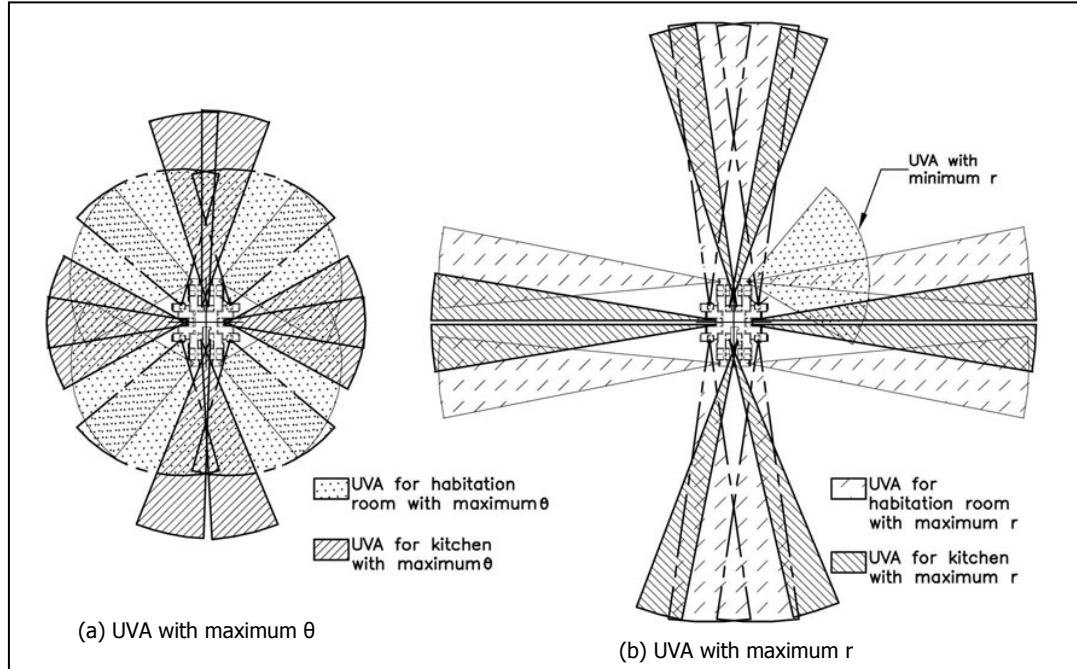 UVA for habitation
room with maximum θ
UVA for kitchen
with maximum θ
(a) UVA with maximum θ
UVA with
minimum r
UVA for
habitation room
with maximum r
UVA for kitchen
with maximum r
(b) UVA with maximum r